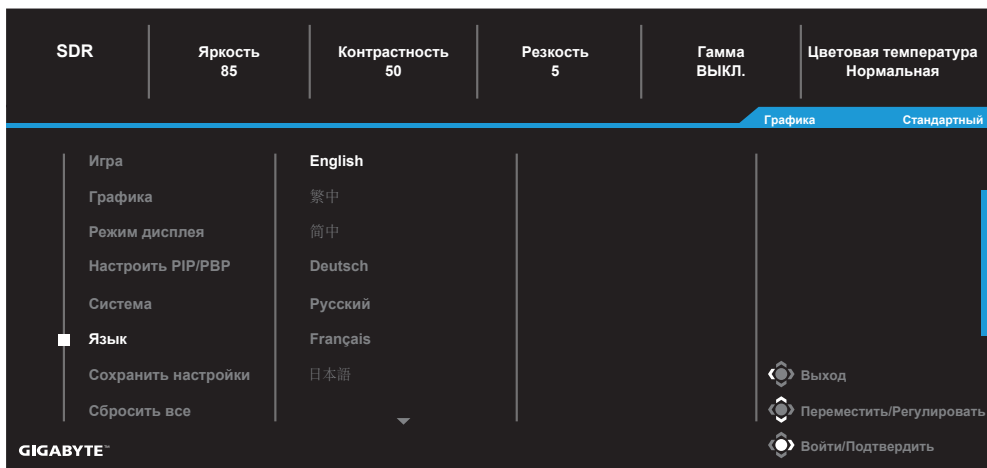 SDR
Яркость
85
Контрастность
50
Резкость
5
Гамма
ВЫКЛ.
Цветовая температура
Нормальная
Графика Стандартный
Игра
Графика
Режим дисплея
Настроить PIP/PBP
Система
Язык
Сохранить настройки
Сбросить все
English
繁中
简中
Deutsch
Русский
Français
日本語
Выход
Переместить/Регулировать
Войти/Подтвердить
GIGABYTE™